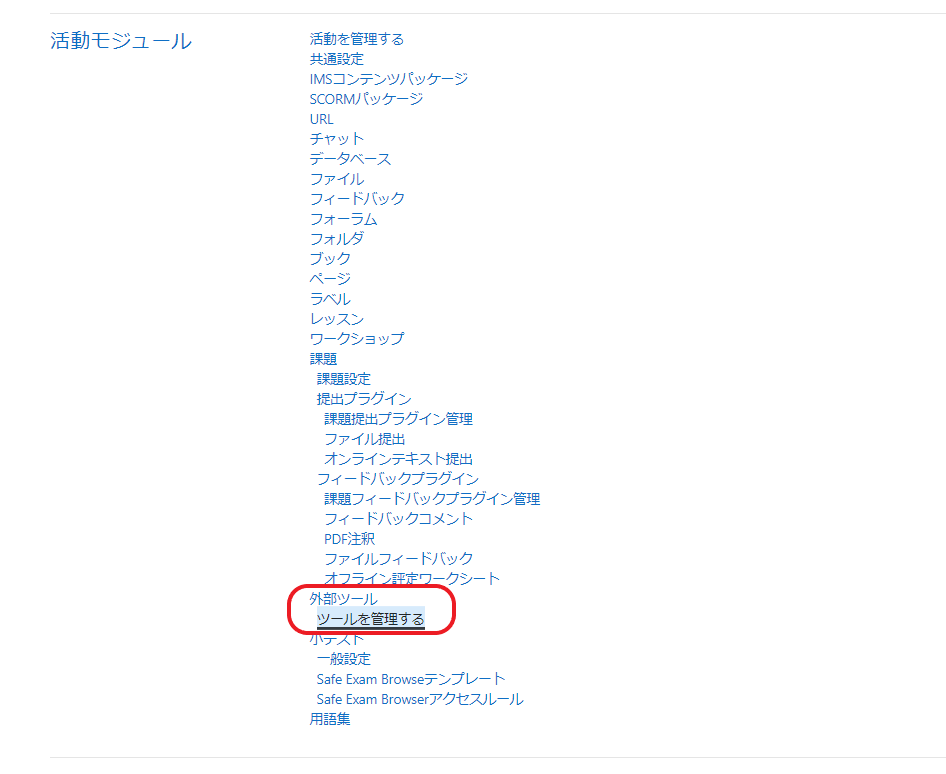 活動モジュール
活動を管理する
共通設定
IMSコンテンツパッケージ
SCORMパッケージ
URL
チャット
データベース
ファイル
フィードバック
フォーラム
フォルダ
ブック
ページ
ラベル
レッスン
ワークショップ
課題
課題設定
提出プラグイン
課題提出プラグイン管理
ファイル提出
オンラインテキスト提出
フィードバックプラグイン
課題フィードバックプラグイン管理
フィードバックコメント
PDF注釈
ファイルフィードバック
オフライン評定ワークシート
外部ツール
ツールを管理する
小テスト
一般設定
Safe Exam Browseテンプレート
Safe Exam Browserアクセスルール
用語集